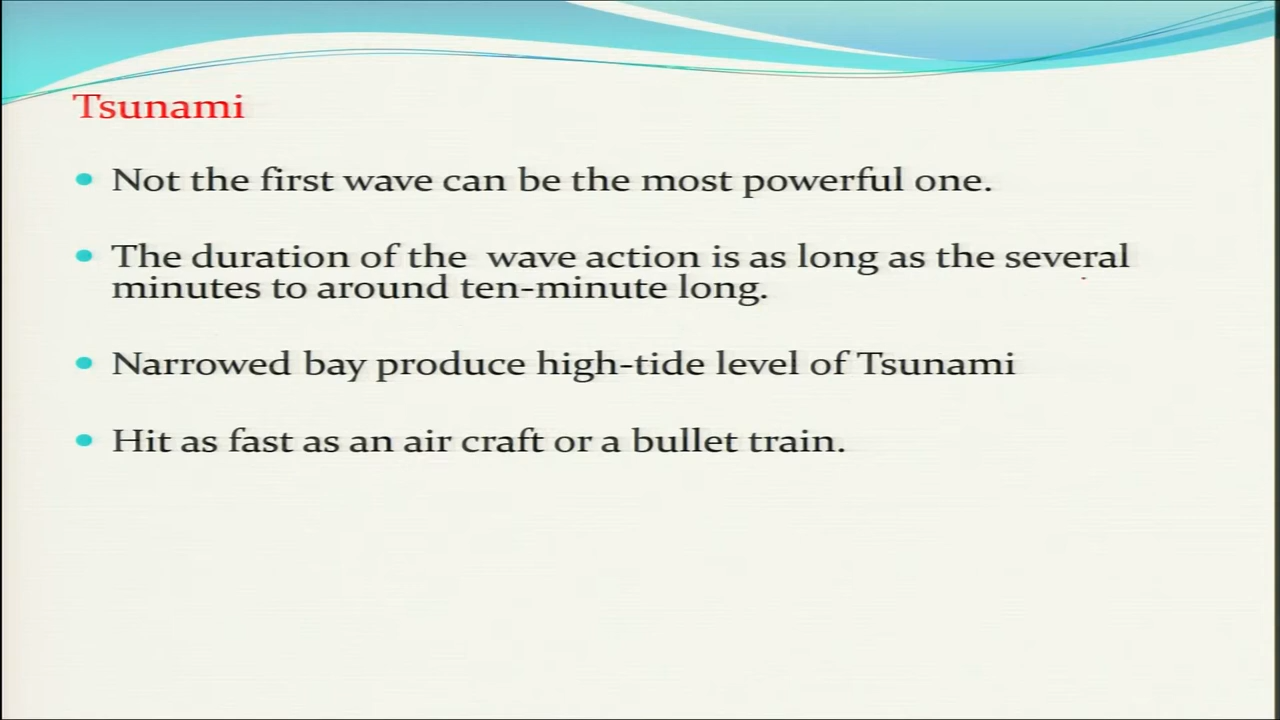 Tsunami
Not the first wave can be the most powerful one.
The duration of the wave action is as long as the several
minutes to around ten-minute long.
Narrowed bay produce high-tide level of Tsunami
Hit as fast as an air craft or a bullet train.